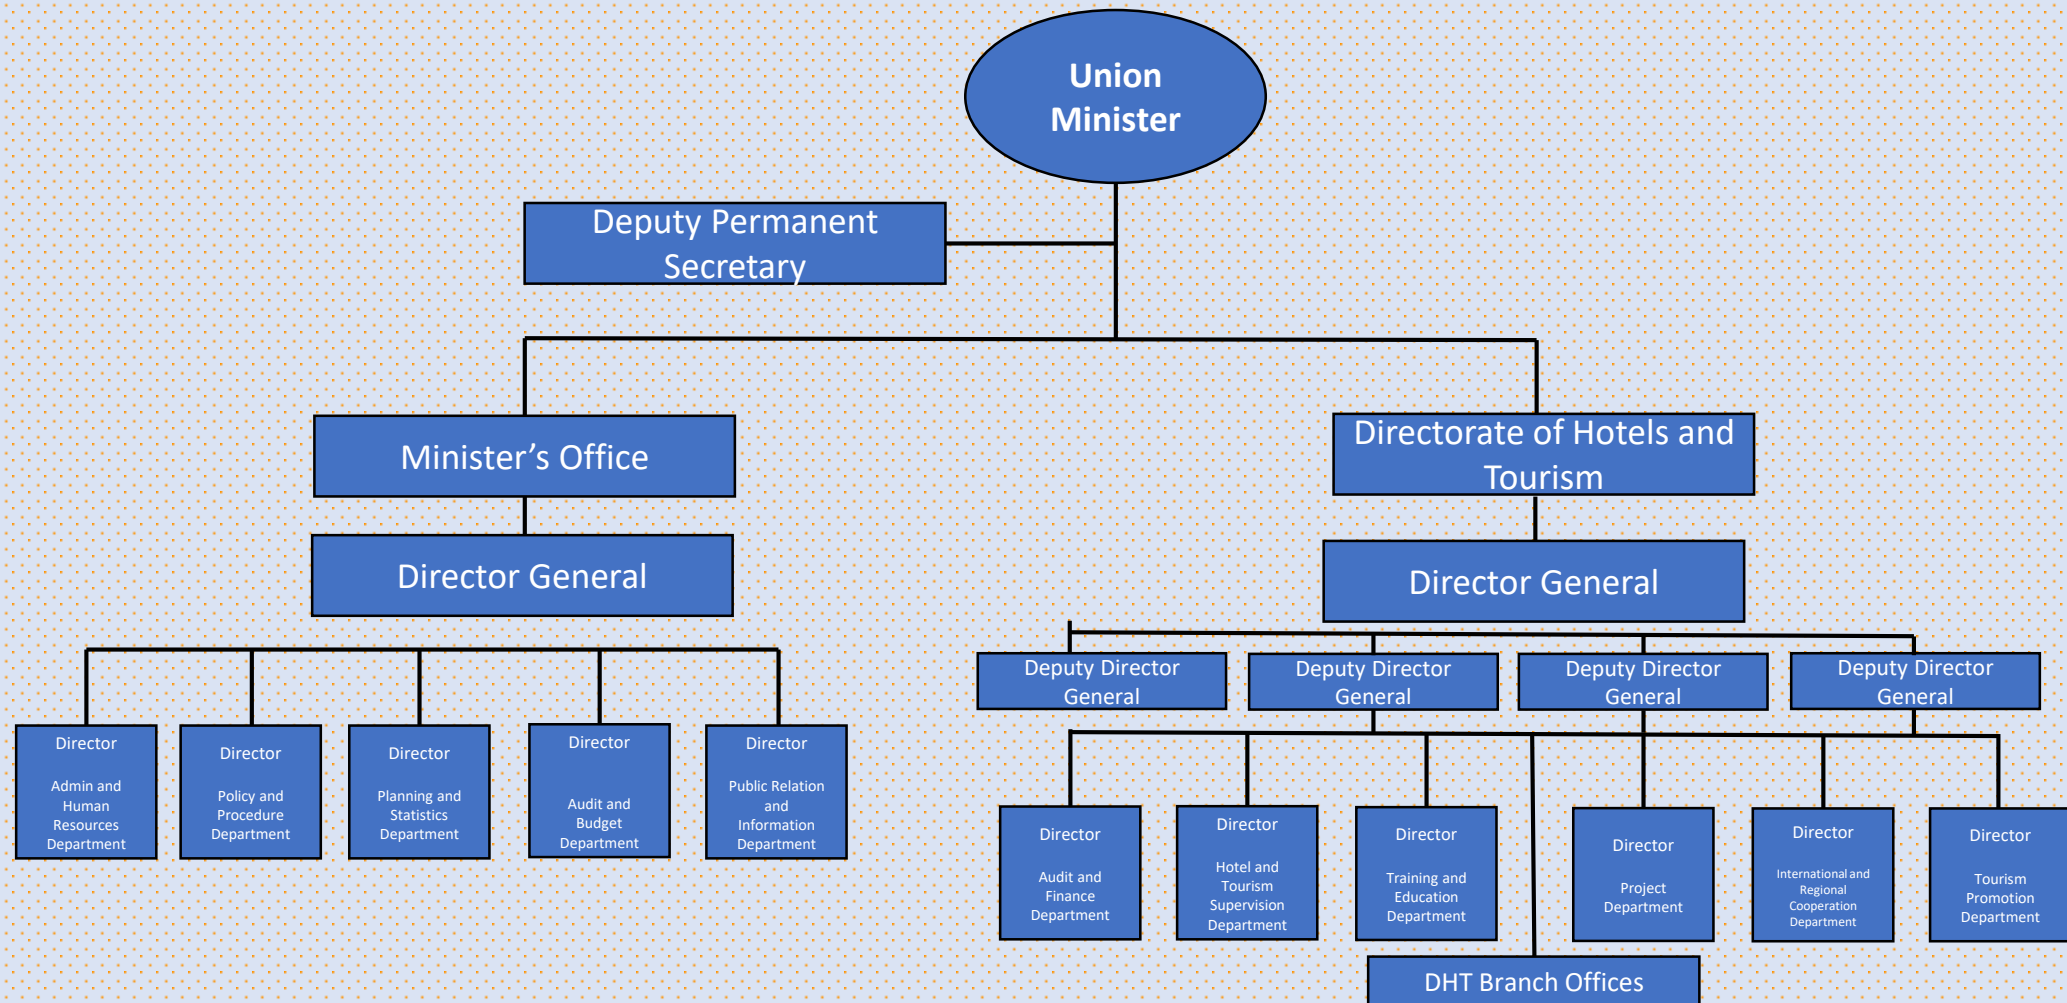 Union
Minister
Deputy Permanent
Secretary
Minister’s Office
Directorate of Hotels and
Tourism
Director General
Director General
Deputy Director
General
Deputy Director
General
Deputy Director
General
Deputy Director
General
Director
Admin and
Human
Resources
Department
Director
Policy and
Procedure
Department
Director
Planning and
Statistics
Department
Director
Audit and
Budget
Department
Director
Public Relation
and
Information
Department
Director
Audit and
Finance
Department
Director
Hotel and
Tourism
Supervision
Department
Director
Training and
Education
Department
Director
Project
Department
Director
International and
Regional
Cooperation
Department
Director
Tourism
Promotion
Department
DHT Branch Offices